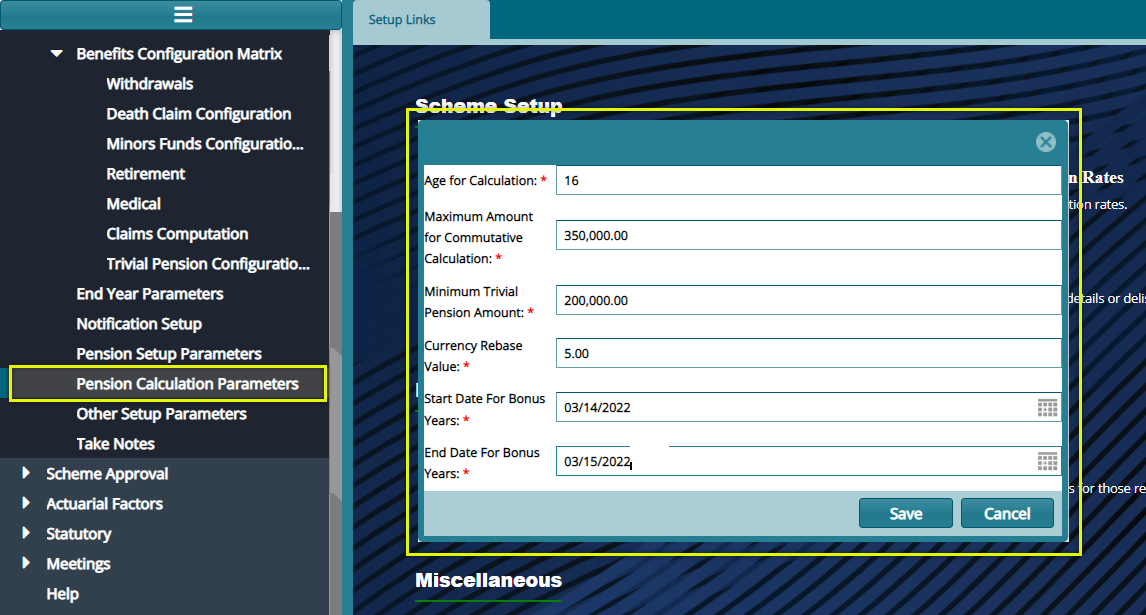 Setup Links
Benefits Configuration Matrix
Withdrawals
Death Claim Configuration
Minors Funds Configuratio...
Retirement
Medical
Claims Computation
Trivial Pension Configuratio...
End Year Parameters
Notification Setup
Pension Setup Parameters
Pension Calculation Parameters
Other Setup Parameters
Take Notes
Scheme Approval
Actuarial Factors
Statutory
Meetings
Help
Scheme Setup
Age for Calculation: * 16
Maximum Amount
for Commutative
Calculation: * 350,000.00
Minimum Trivial
Pension Amount: * 200,000.00
Currency Rebase
Value: * 5.00
Start Date For Bonus
Years: * 03/14/2022
End Date For Bonus
Years: * 03/15/2022
Save Cancel
n Rates
tion rates.
details or deli
s for those re
Miscellaneous